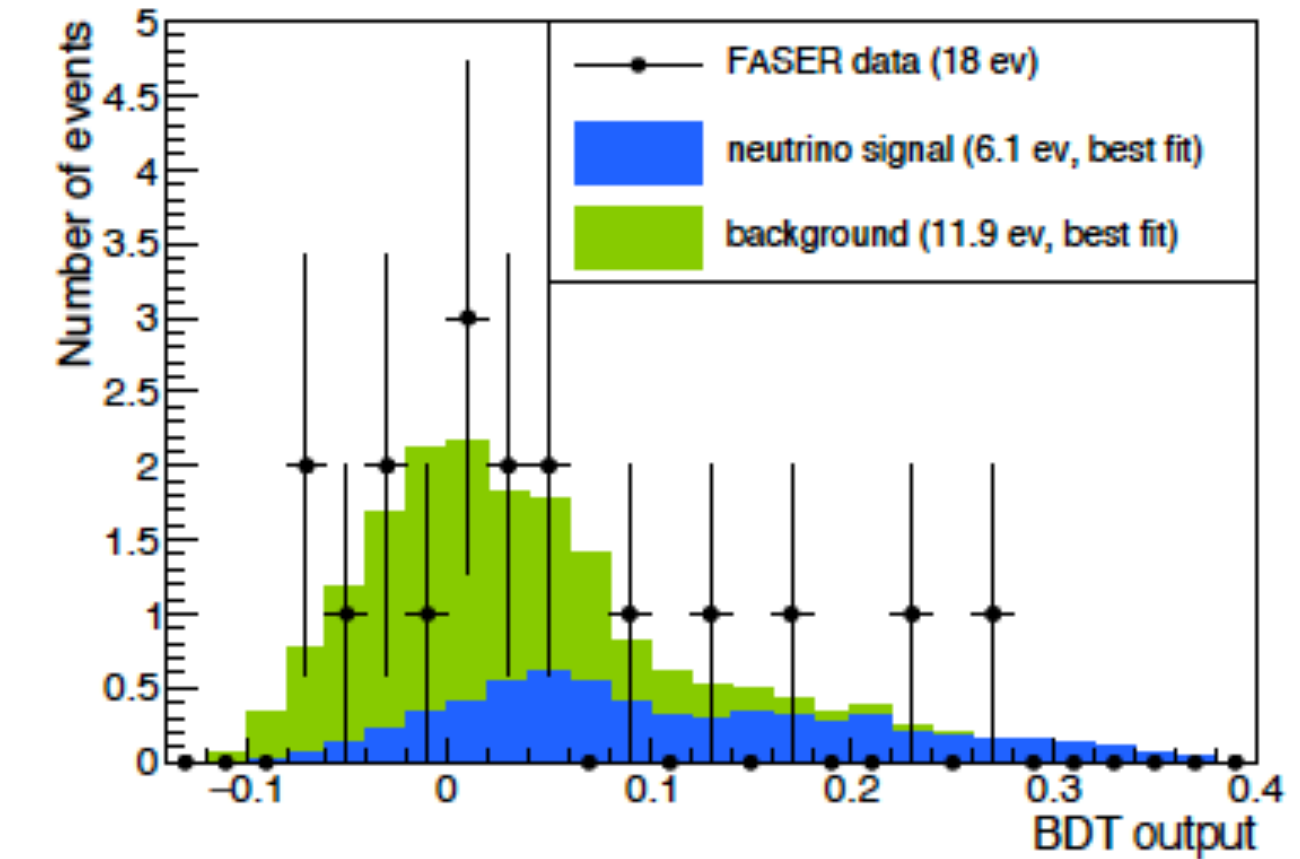 Number of events
5
4.5
4
3.5
3
2.5
2
1.5
1
0.5
0
FASER data (18 ev)
neutrino signal (6.1 ev, best fit)
background (11.9 ev, best fit)
−0.1 0 0.1 0.2 0.3 0.4
BDT output